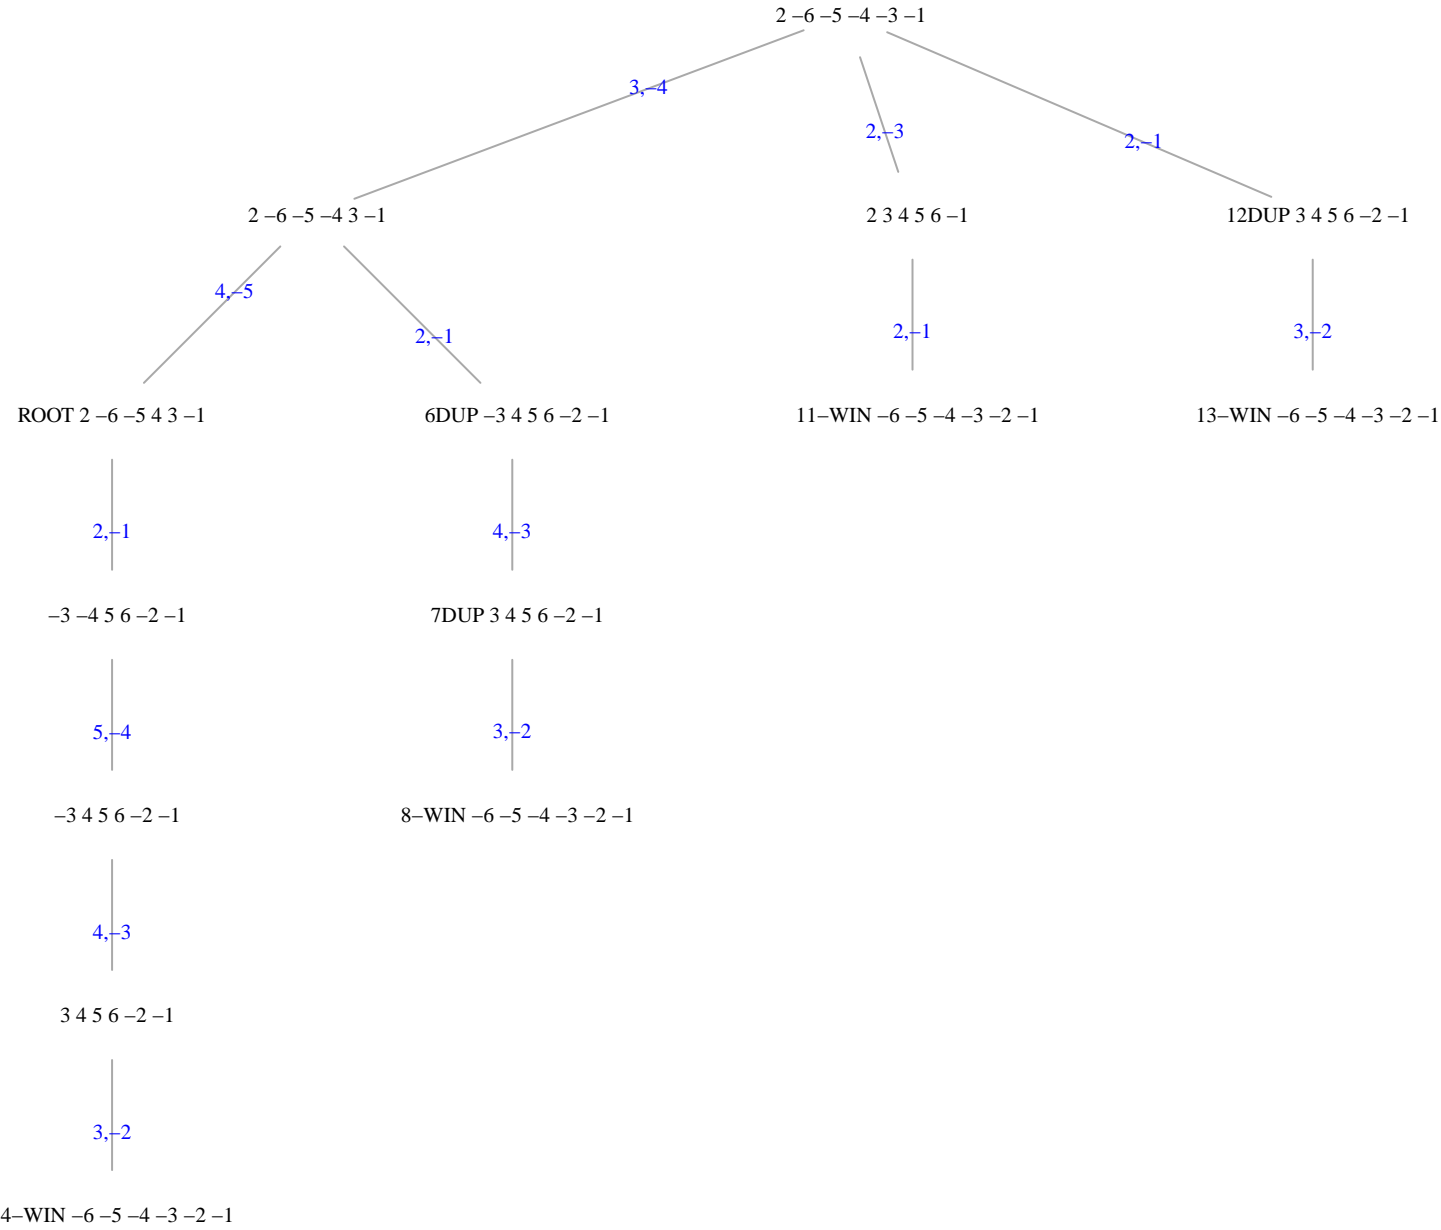 2 –6 –5 –4 –3 –1
3,–4
2,–3
2,–1
2 –6 –5 –4 3 –1
2 3 4 5 6 –1
12DUP 3 4 5 6 –2 –1
4,–5
2,–1
2,–1
3,–2
ROOT 2 –6 –5 4 3 –1
6DUP –3 4 5 6 –2 –1
11–WIN –6 –5 –4 –3 –2 –1
13–WIN –6 –5 –4 –3 –2 –1
2,–1
4,–3
–3 –4 5 6 –2 –1
7DUP 3 4 5 6 –2 –1
5,–4
3,–2
–3 4 5 6 –2 –1
8–WIN –6 –5 –4 –3 –2 –1
4,–3
3 4 5 6 –2 –1
3,–2
4–WIN –6 –5 –4 –3 –2 –1